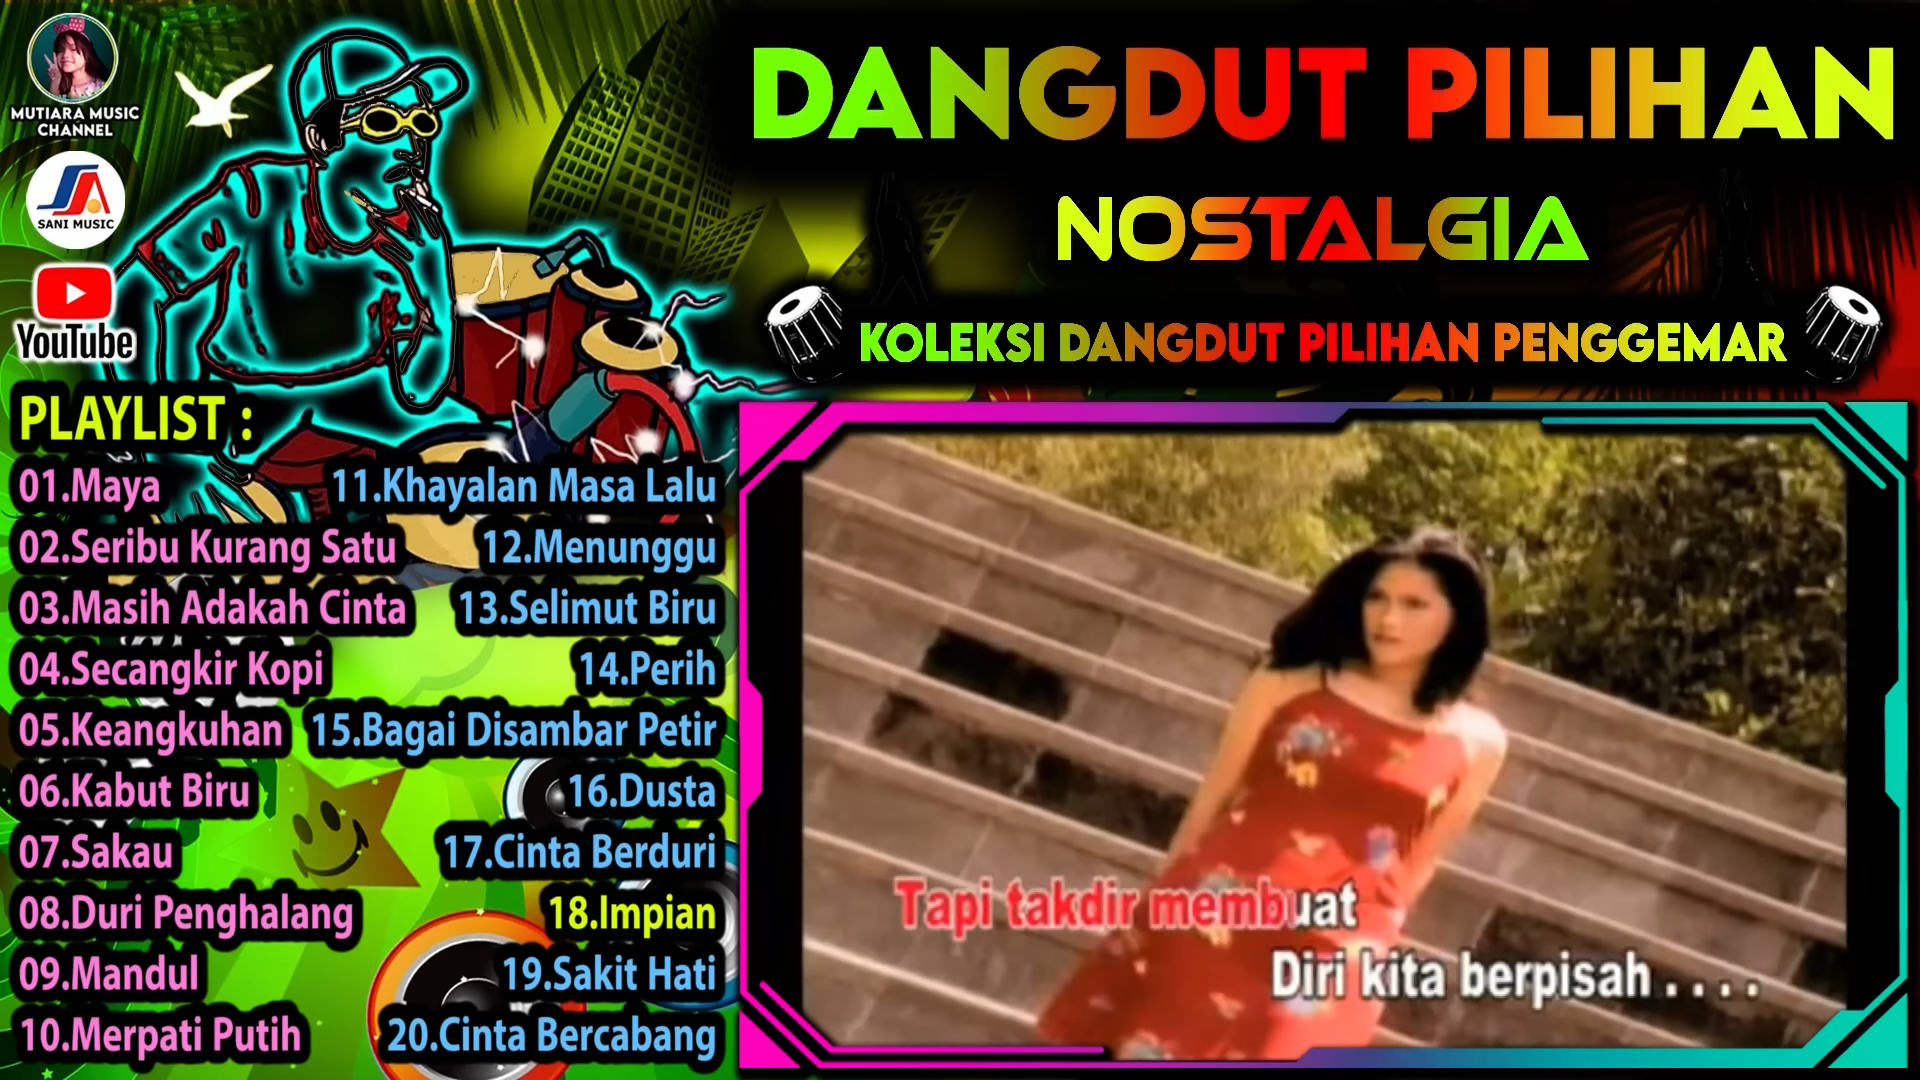 MUTIARA MUSIC
CHANNEL
SANI MUSIC
YouTube
DANGDUT PILIHAN
NOSTALGIA
KOLEKSI DANGDUT PILIHAN PENGGEMAR
PLAYLIST :
01.Maya
02.Seribu Kurang Satu
03.Masih Adakah Cinta
04.Secangkir Kopi
05.Keangkuhan
06.Kabut Biru
07.Sakau
08.Duri Penghalang
09.Mandul
10.Merpati Putih
11.Khayalan Masa Lalu
12.Menunggu
13.Selimut Biru
14.Perih
15.Bagai Disambar Petir
16.Dusta
17.Cinta Berduri
18.Impian
19.Sakit Hati
20.Cinta Bercabang
Tapi takdir membuat
Diri kita berpisah . . . .